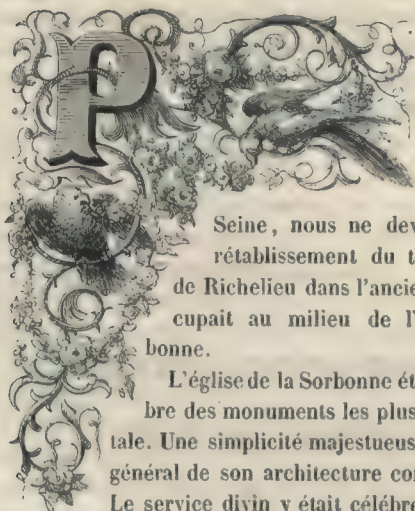 P
Seine, nous ne dev
rétablissement du t
de Richelieu dans l'ancie
cupait au milieu de l'
bonne.
L'église de la Sorbonne ét
bre des monuments les plus
tale. Une simplicité majestueus
général de son architecture co
Le service divin y était célébré